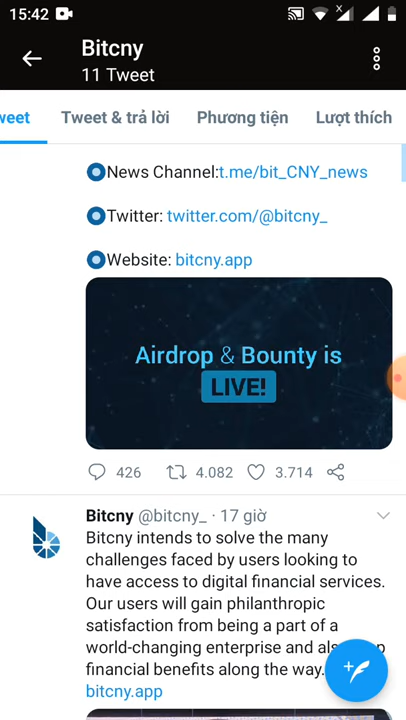 15:42
Bitcny
11 Tweet
weet Tweet & trả lời Phương tiện Lượt thích
News Channel:t.me/bit_CNY_news
Twitter: twitter.com/@bitcny_
Website: bitcny.app
Airdrop & Bounty is
LIVE!
426 4.082 3.714
Bitcny @bitcny_ · 17 giờ
Bitcny intends to solve the many
challenges faced by users looking to
have access to digital financial services.
Our users will gain philanthropic
satisfaction from being a part of a
world-changing enterprise and
financial benefits along the way.
bitcny.app